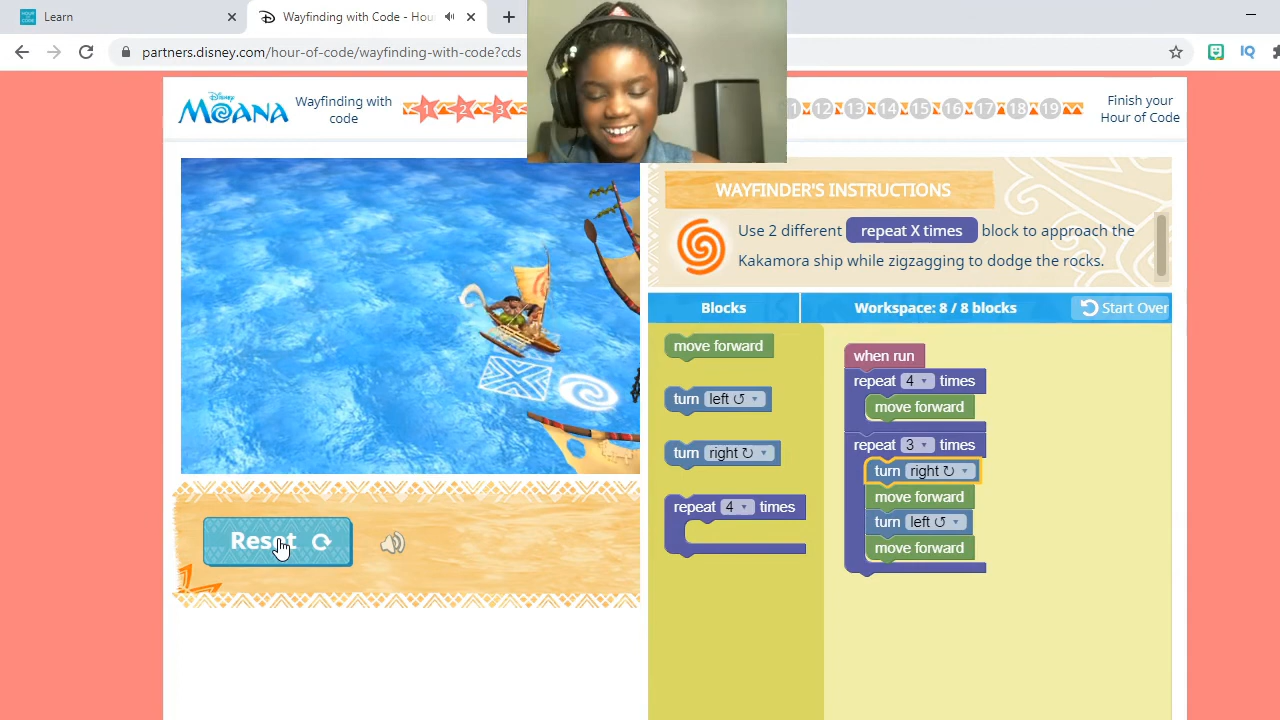 Learn
Wayfinding with Code - Hou
partners.disney.com/hour-of-code/wayfinding-with-code?cds
IQ
Disney
MOANA
Wayfinding with
code
1 2 3
1 12 13 14 15 16 17 18 19
Finish your
Hour of Code
WAYFINDER'S INSTRUCTIONS
Use 2 different repeat X times block to approach the
Kakamora ship while zigzagging to dodge the rocks.
Blocks
Workspace: 8 / 8 blocks
Start Over
move forward
turn left ↺
turn right ↻
repeat 4 times
when run
repeat 4 times
move forward
repeat 3 times
turn right ↻
move forward
turn left ↺
move forward
Reset